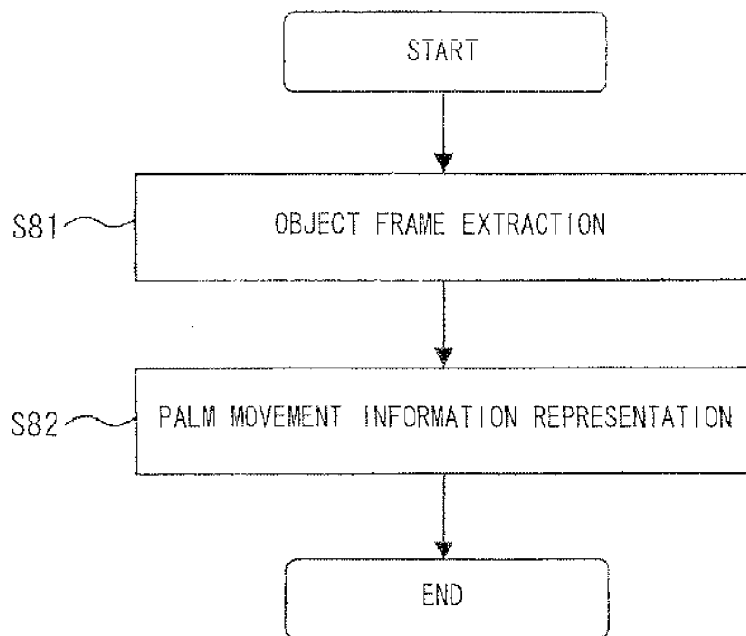 START
S81
OBJECT FRAME EXTRACTION
S82
PALM MOVEMENT INFORMATION REPRESENTATION
END